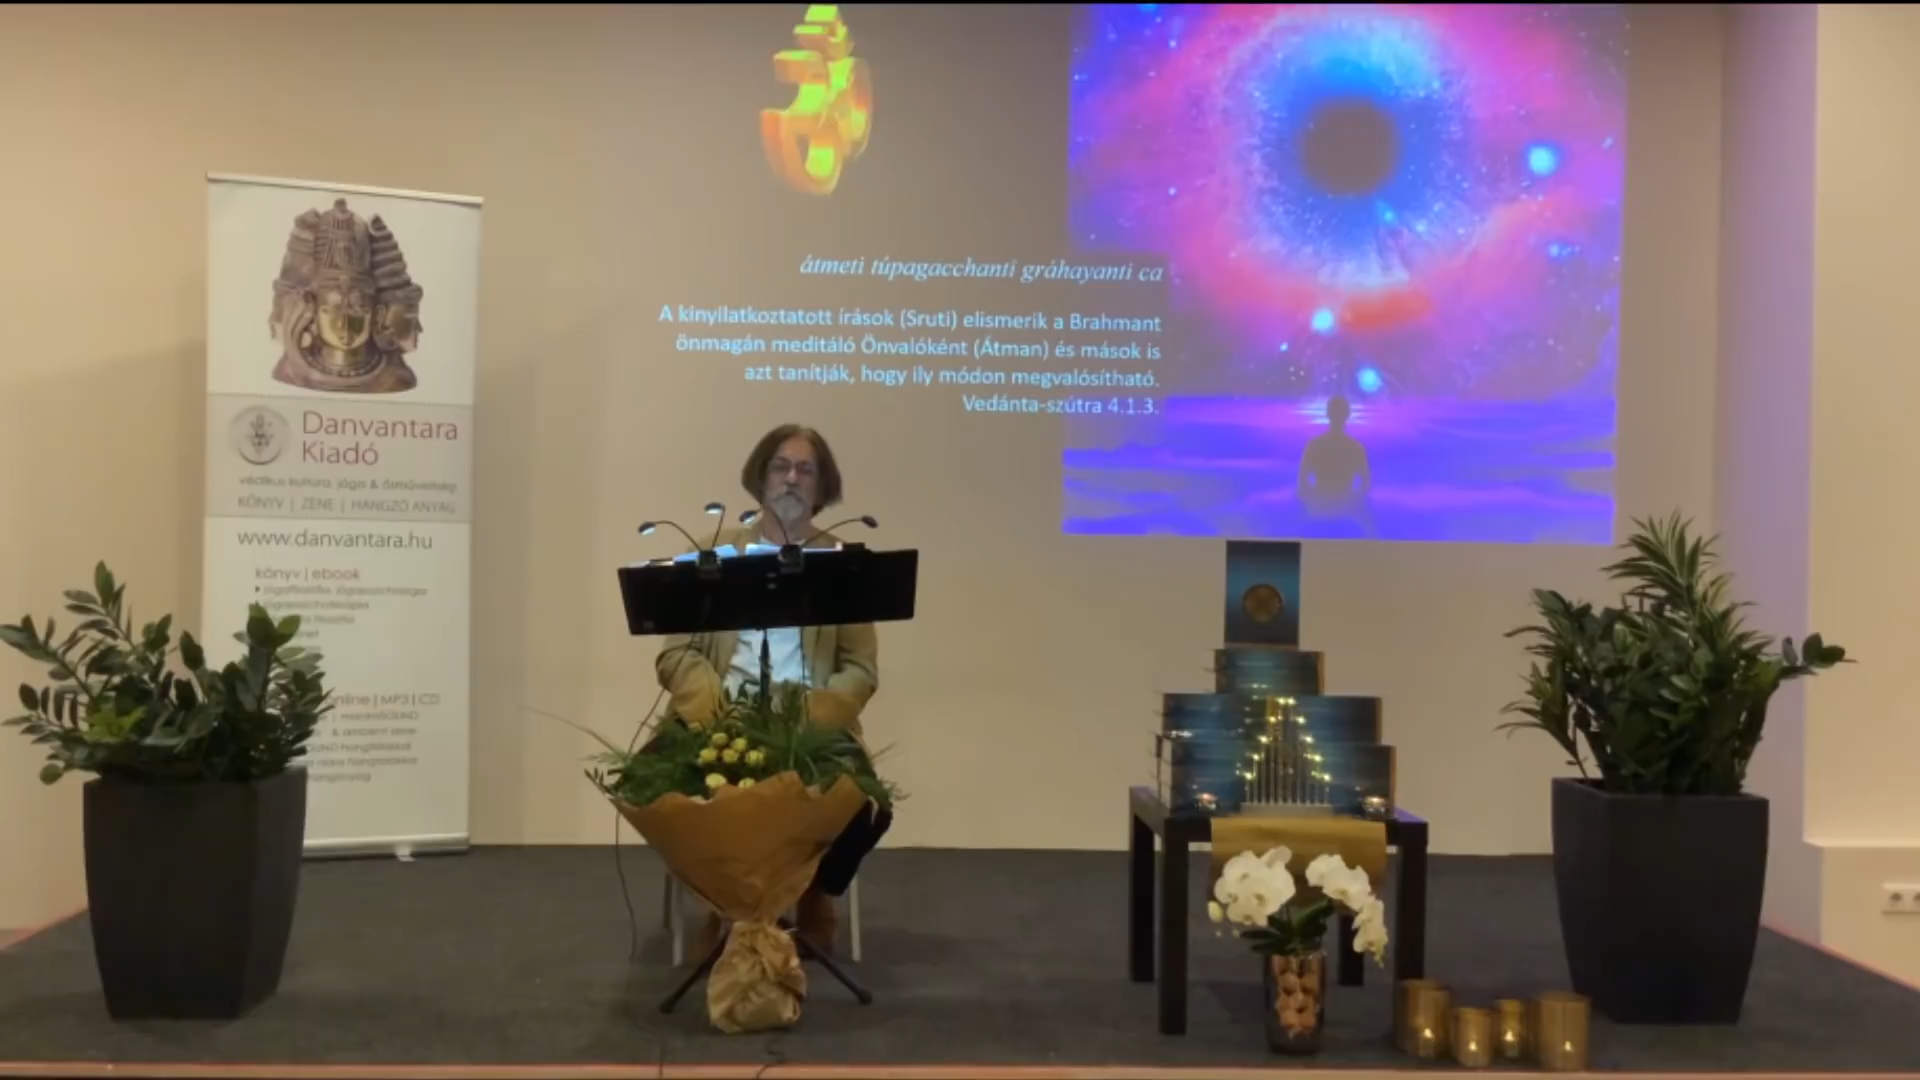 átmeti túpagacchanti gráhayanti ca
A kinyilatkoztatott írások (Sruti) elismerik a Brahmant
önmagán meditáló Önvalóként (Átman) és mások is
azt tanítják, hogy ily módon megvalósítható.
Vedánta-szútra 4.1.3.
Danvantara
Kiadó
védikus kultúra, jóga & ősműveltség
KÖNYV | ZENE | HANGZÓ ANYAG
www.danvantara.hu
könyv | ebook
online | MP3 | CD